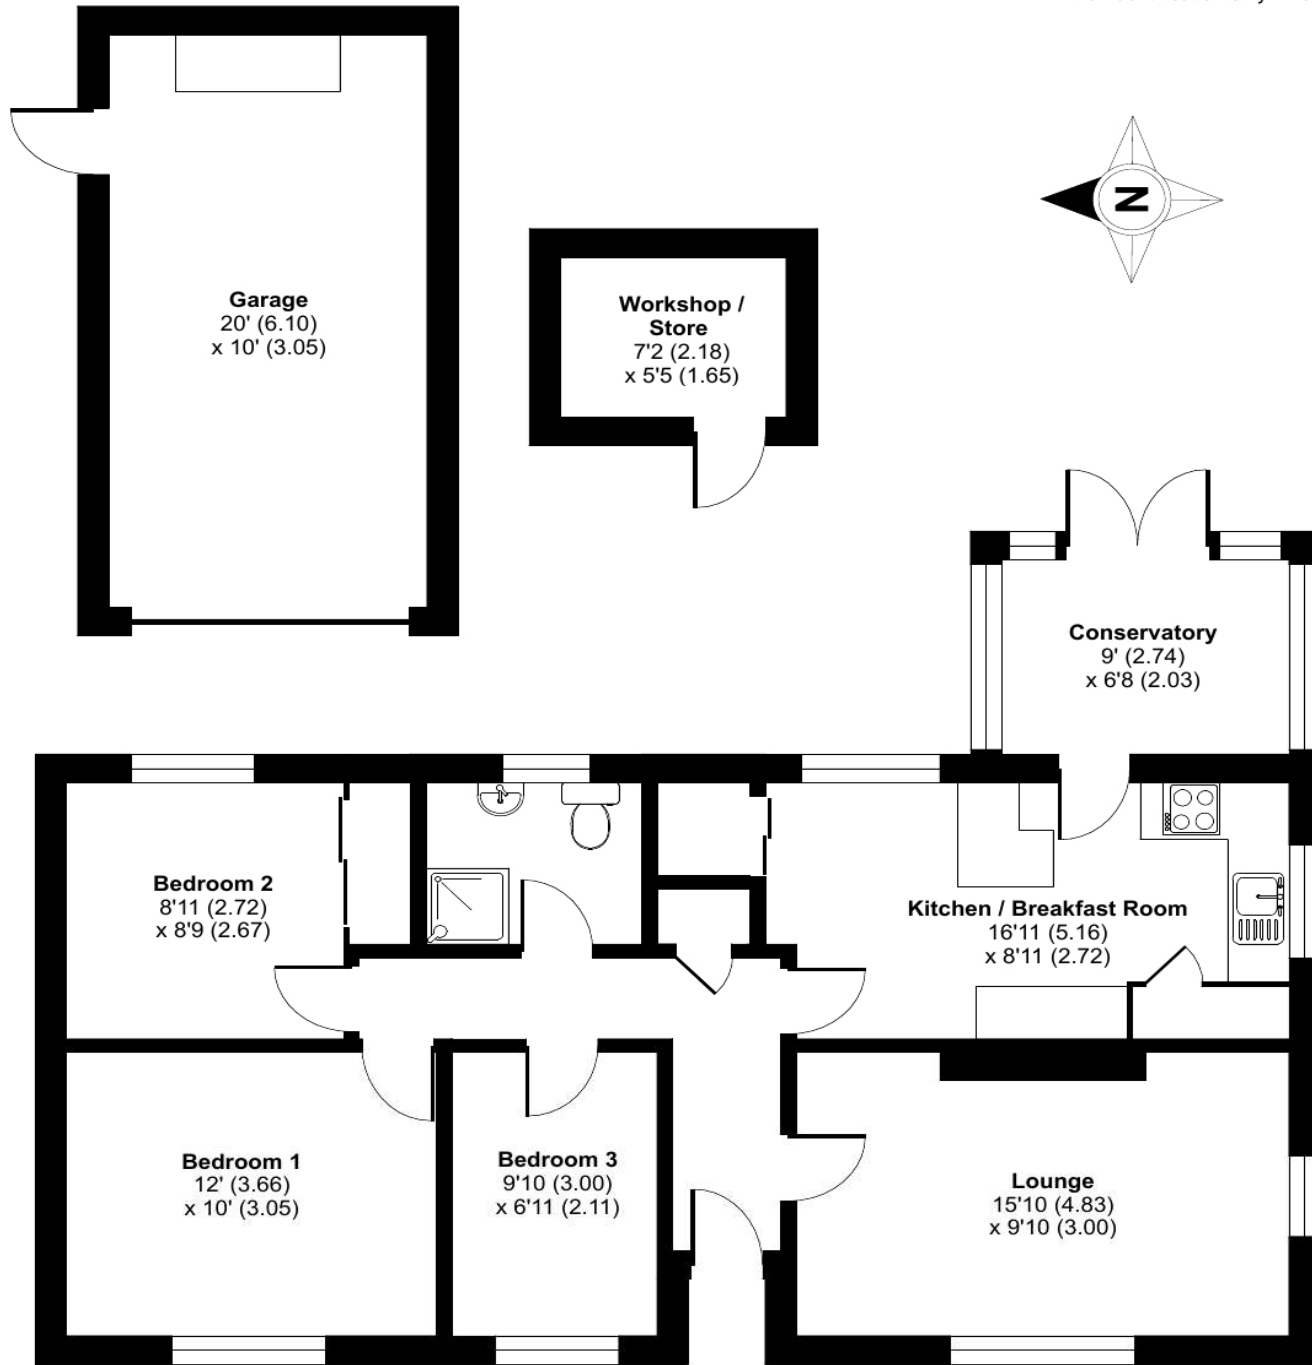 Garage
20' (6.10)
x 10' (3.05)
N
Workshop /
Store
7'2 (2.18)
x 5'5 (1.65)
Conservatory
9' (2.74)
x 6'8 (2.03)
Bedroom 2
8'11 (2.72)
x 8'9 (2.67)
Kitchen / Breakfast Room
16'11 (5.16)
x 8'11 (2.72)
Bedroom 1
12' (3.66)
x 10' (3.05)
Bedroom 3
9'10 (3.00)
x 6'11 (2.11)
Lounge
15'10 (4.83)
x 9'10 (3.00)